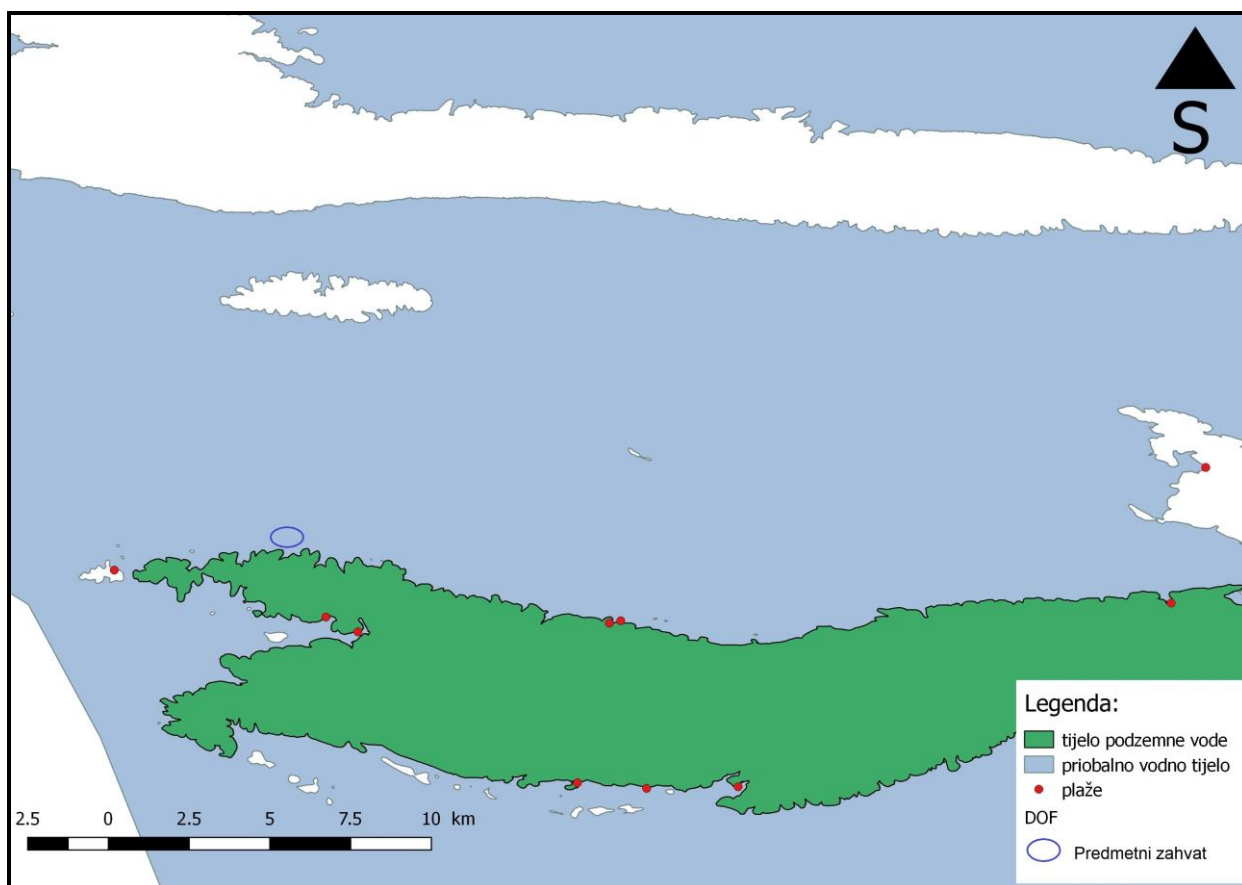 S
Legenda:
tijelo podzemne vode
priobalno vodno tijelo
plaže
DOF
Predmetni zahvat
2.5 0 2.5 5 7.5 10 km